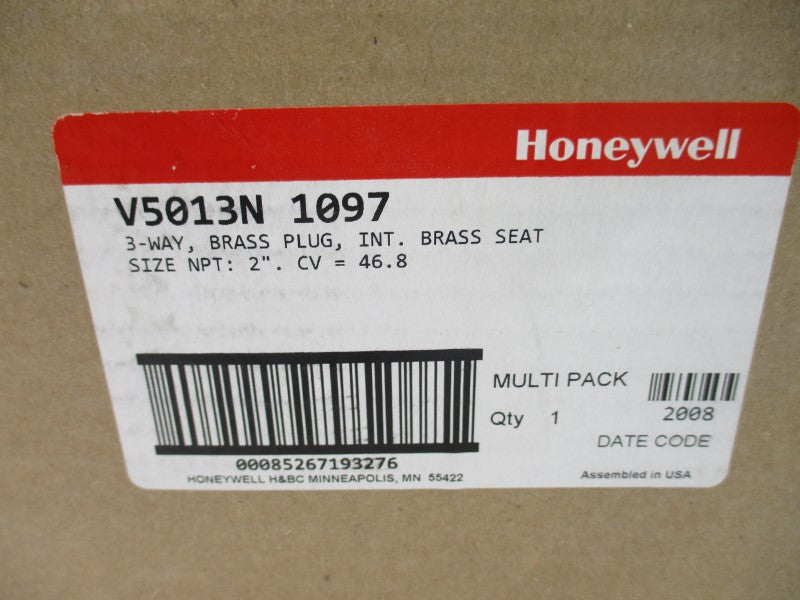 Honeywell
V5013N 1097
3-WAY, BRASS PLUG, INT. BRASS SEAT
SIZE NPT: 2". CV = 46.8
MULTI PACK
Qty 1
2008
DATE CODE
00085267193276
HONEYWELL H&BC MINNEAPOLIS, MN 55422
Assembled in USA